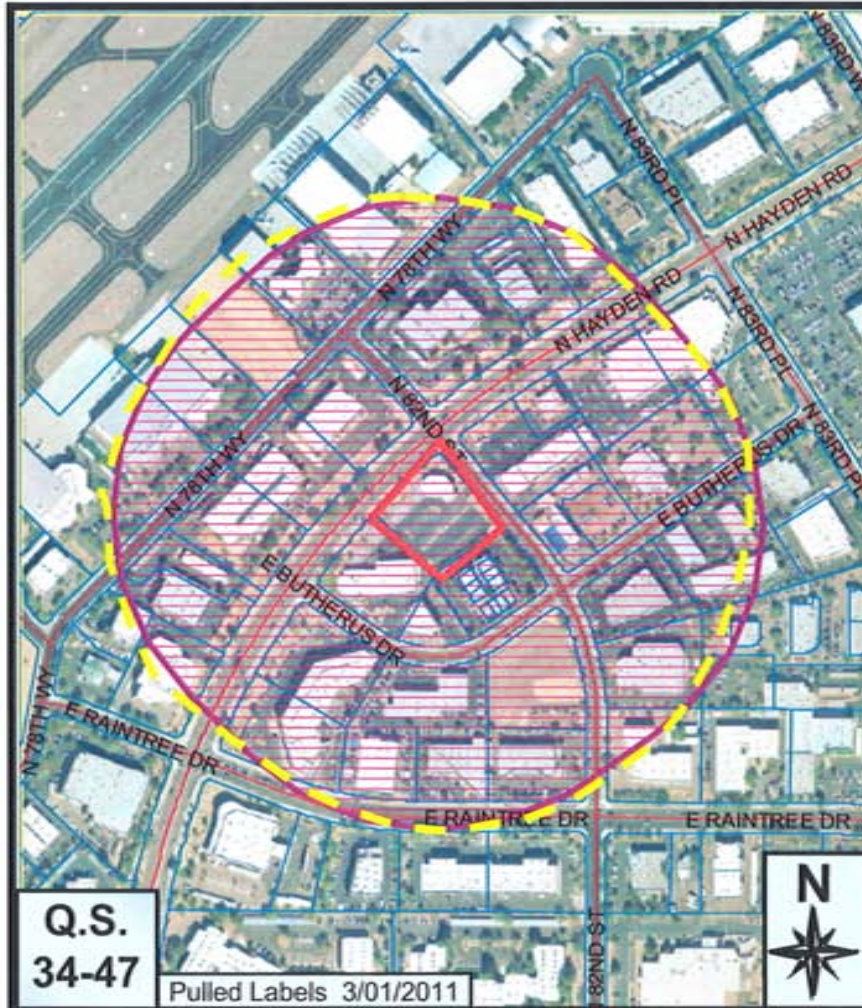 N 83RD W
N 83RD PL
N HAYDEN RD
N 78TH WY
N HAYDEN RD
N 83RD PL
N 82ND ST
N 83RD PL
E BUTHERUS DR
N 78TH WY
E BUTHERUS DR
N 78TH WY
E RAINTREE DR
E RAINTREE DR
E RAINTREE DR
82ND ST
Q.S.
34-47
Pulled Labels 3/01/2011
N